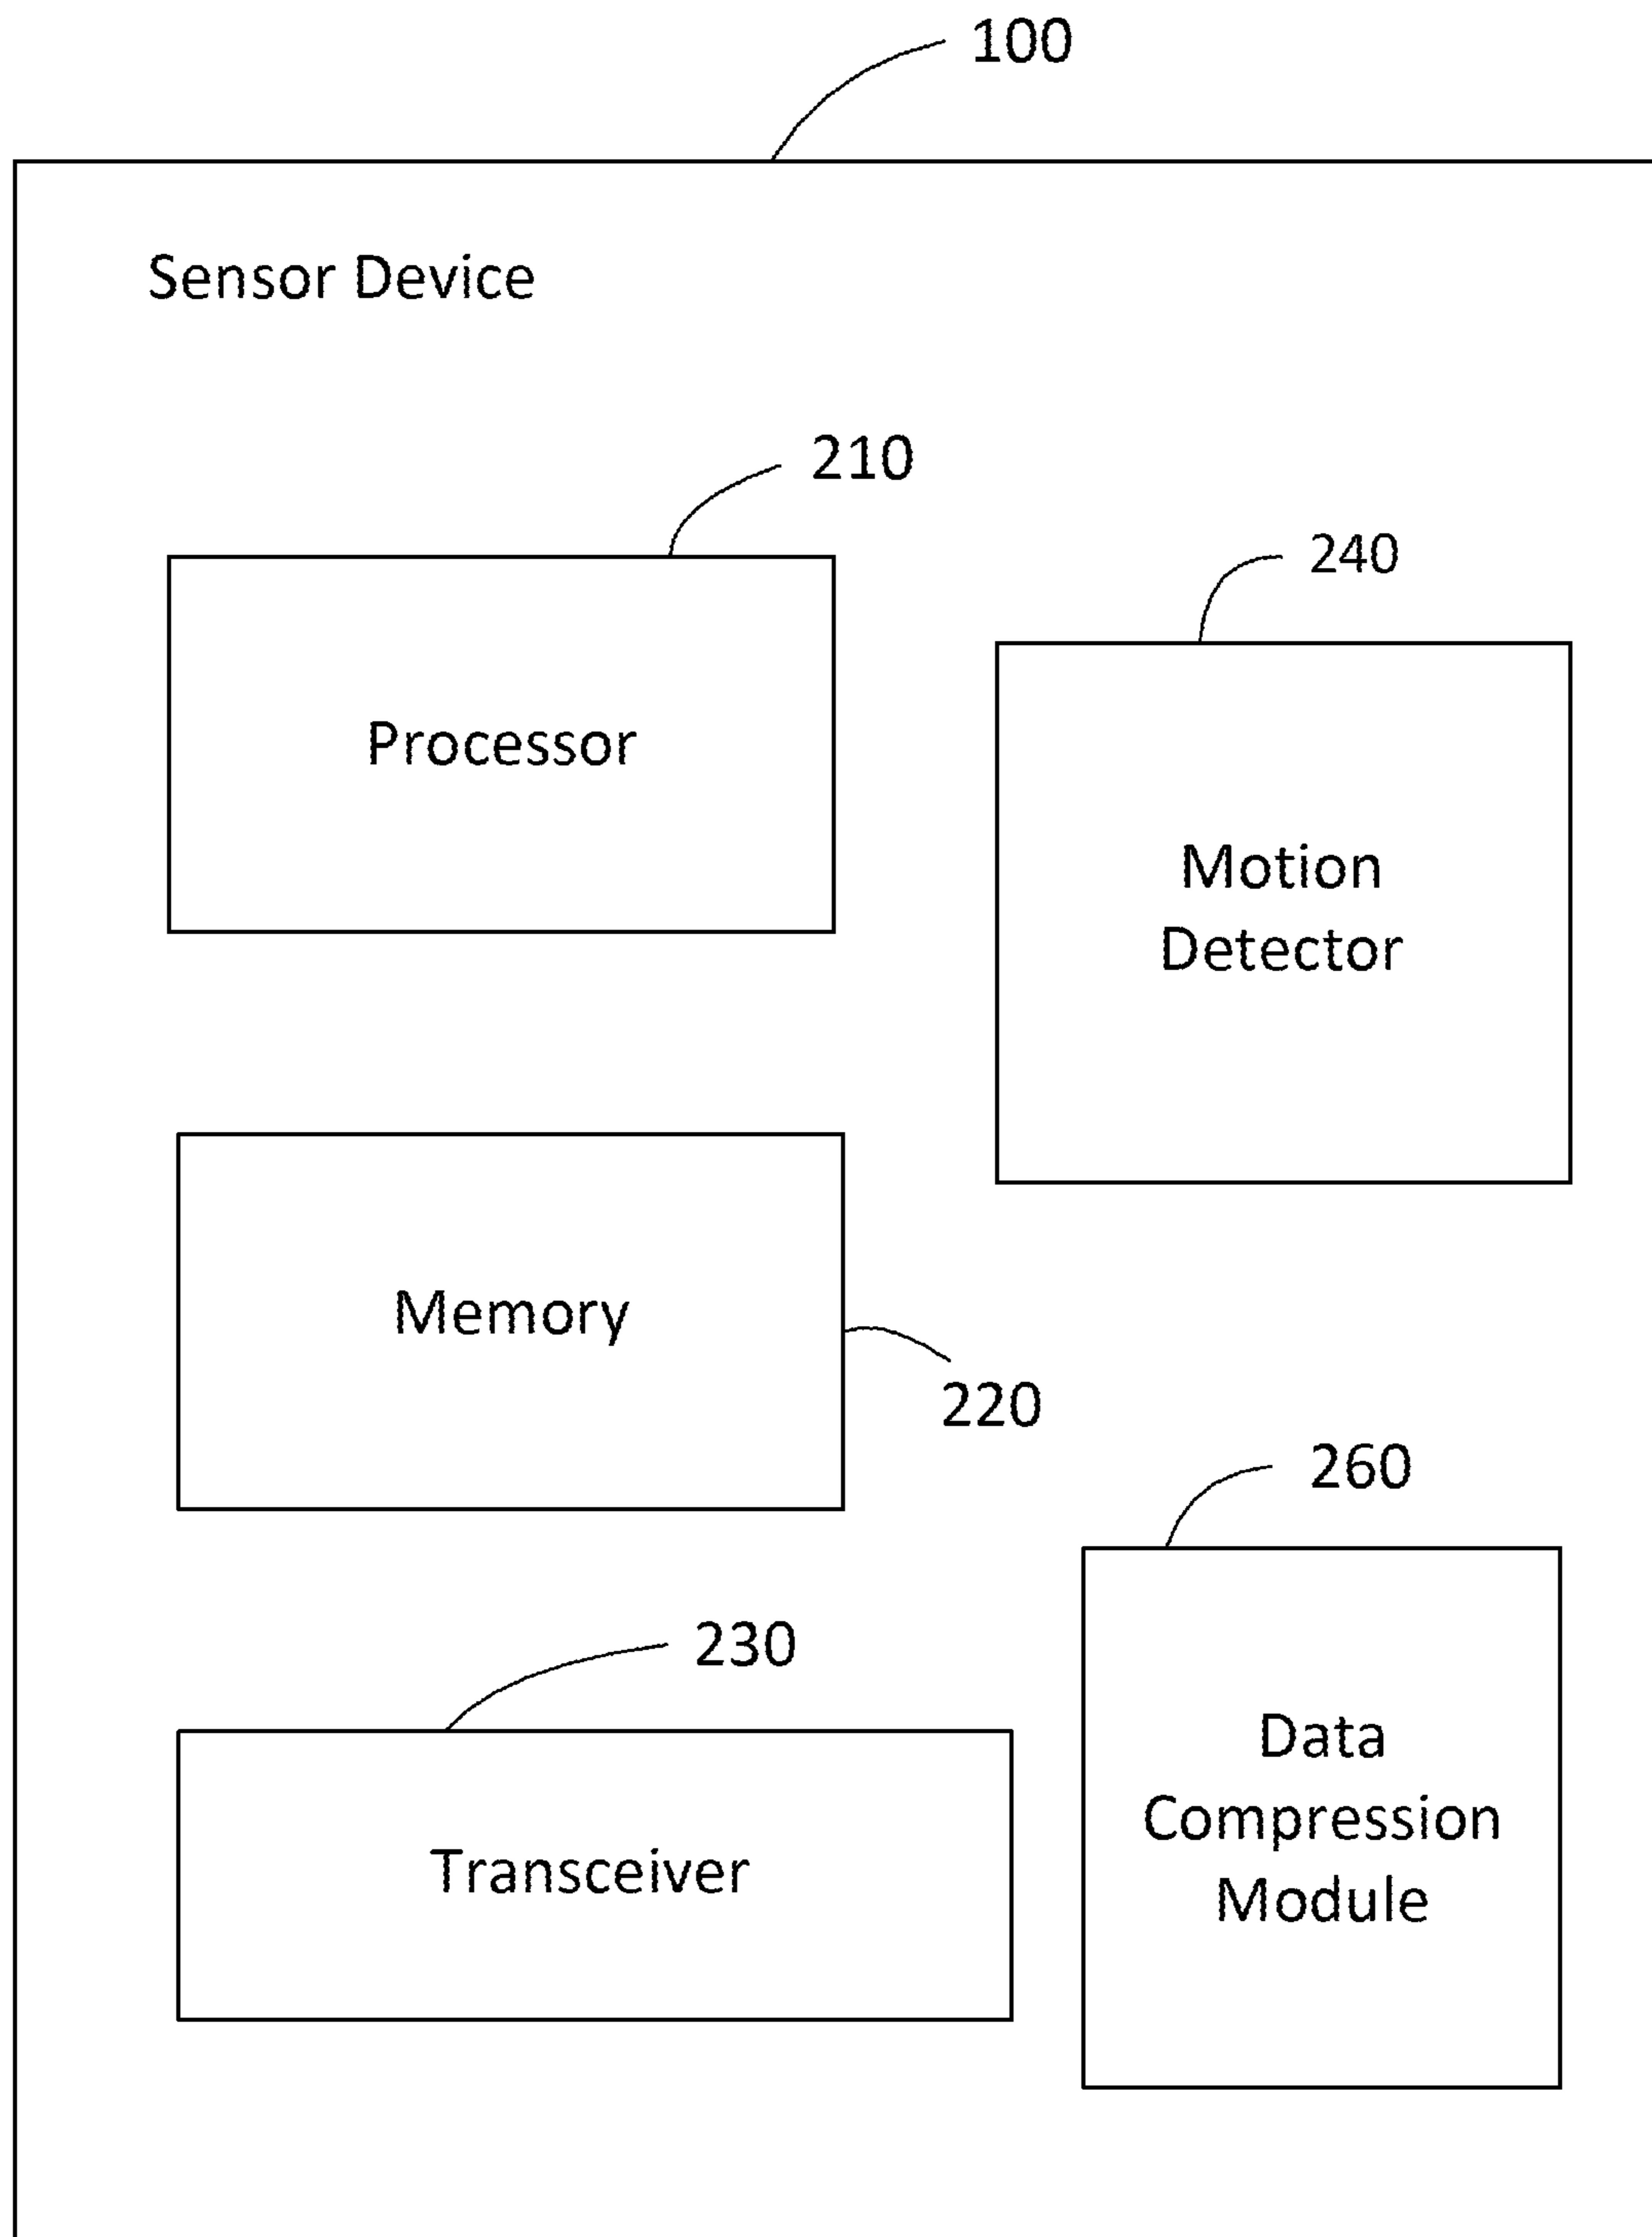 100
Sensor Device
210
Processor
240
Motion
Detector
Memory
220
260
Data
Compression
Module
230
Transceiver